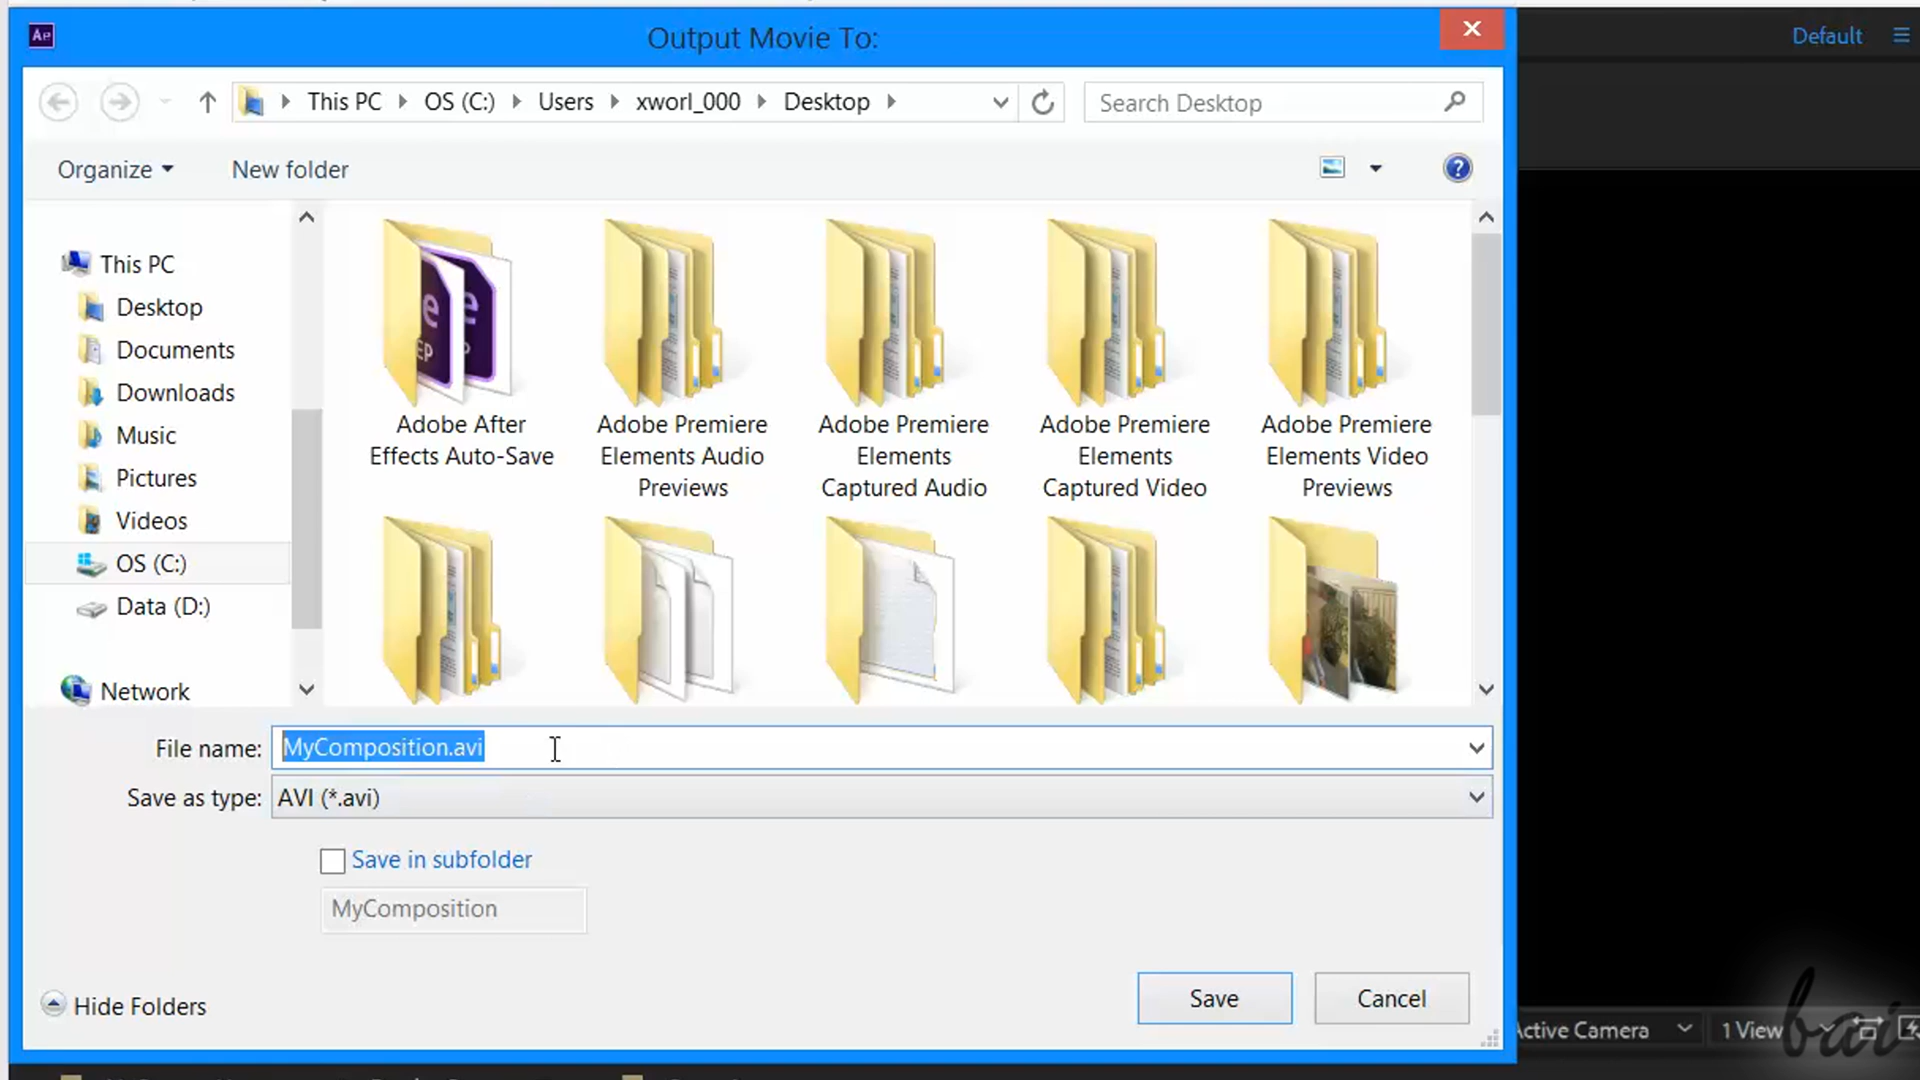 Ae
Output Movie To:
Default
This PC
OS (C:)
Users
xworl_000
Desktop
Search Desktop
Organize
New folder
This PC
Desktop
Documents
Downloads
Music
Pictures
Videos
OS (C:)
Data (D:)
Network
Adobe After
Effects Auto-Save
Adobe Premiere
Elements Audio
Previews
Adobe Premiere
Elements
Captured Audio
Adobe Premiere
Elements
Captured Video
Adobe Premiere
Elements Video
Previews
File name:
MyComposition.avi
Save as type:
AVI (*.avi)
Save in subfolder
MyComposition
Hide Folders
Save
Cancel
Active Camera
1 View